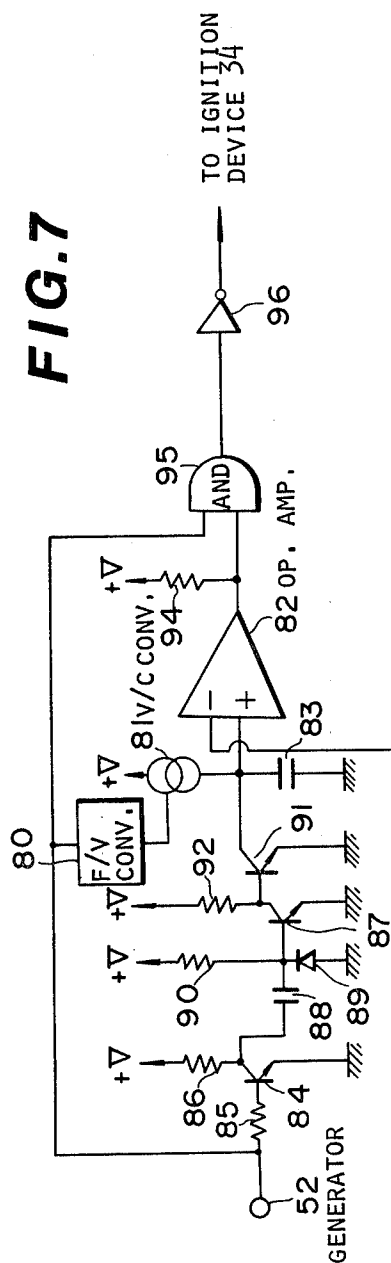 FIG.7
80
F/V
CONV.
+V
81 V/C CONV.
+V
94
95
AND
96
TO IGNITION
DEVICE 34
+V
86
+V
90
+V
92
82 OP. AMP.
−
+
83
91
87
88
89
85
84
52
GENERATOR